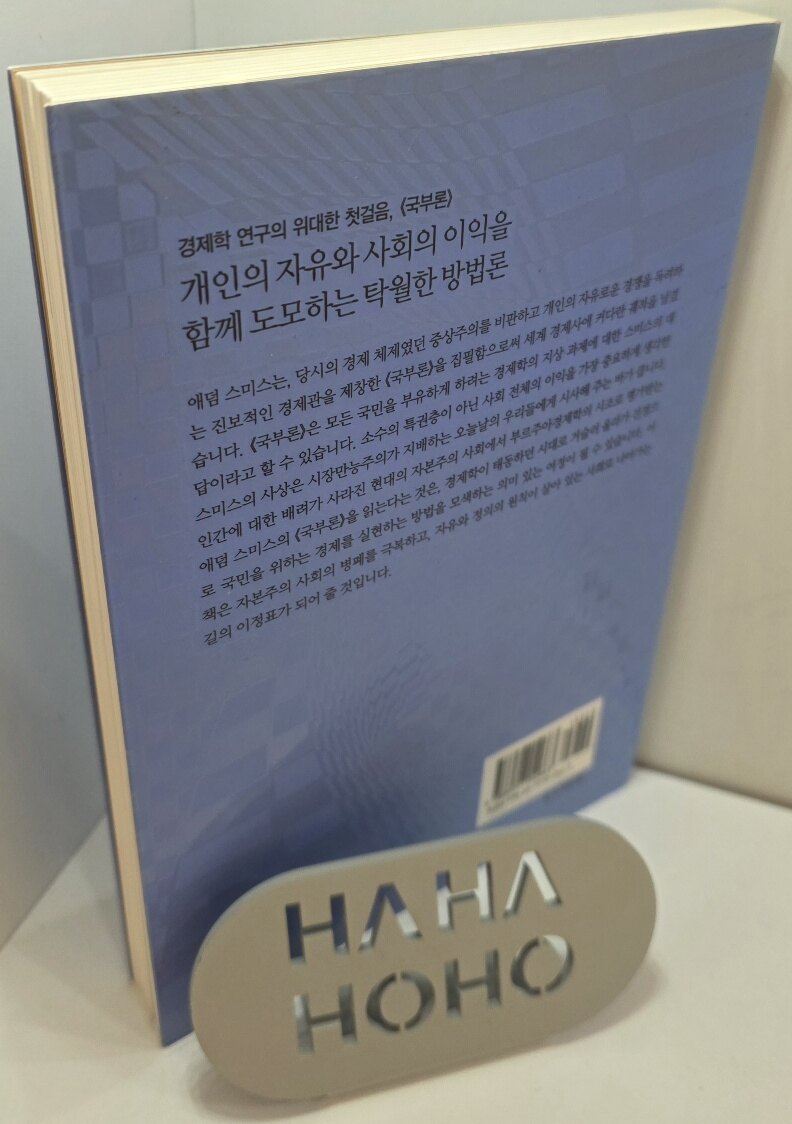 경제학 연구의 위대한 첫걸음, 《국부론》
개인의 자유와 사회의 이익을
함께 도모하는 탁월한 방법론
애덤 스미스는, 당시의 경제 체제였던 중상주의를 비판하고 개인의 자유로운 경쟁을 독려하
는 진보적인 경제관을 제창한 《국부론》을 집필함으로써 세계 경제사에 커다란 궤적을 남겼
습니다. 《국부론》은 모든 국민을 부유하게 하려는 경제학의 지상 과제에 대한 스미스의 대
답이라고 할 수 있습니다. 소수의 특권층이 아닌 사회 전체의 이익을 가장 중요하게 생각한
스미스의 사상은 시장만능주의가 지배하는 오늘날의 우리들에게 시사해 주는 바가 큽니다.
인간에 대한 배려가 사라진 현대의 자본주의 사회에서 부르주아경제학의 시조로 평가받는
애덤 스미스의 《국부론》을 읽는다는 것은, 경제학이 태동하던 시대로 거슬러 올라가 진정으
로 국민을 위하는 경제를 실현하는 방법을 모색하는 의미 있는 여정이 될 수 있습니다. 이
책은 자본주의 사회의 병폐를 극복하고, 자유와 정의의 원칙이 살아 있는 사회로 나아가는
길의 이정표가 되어 줄 것입니다.
HAHA
HOHO